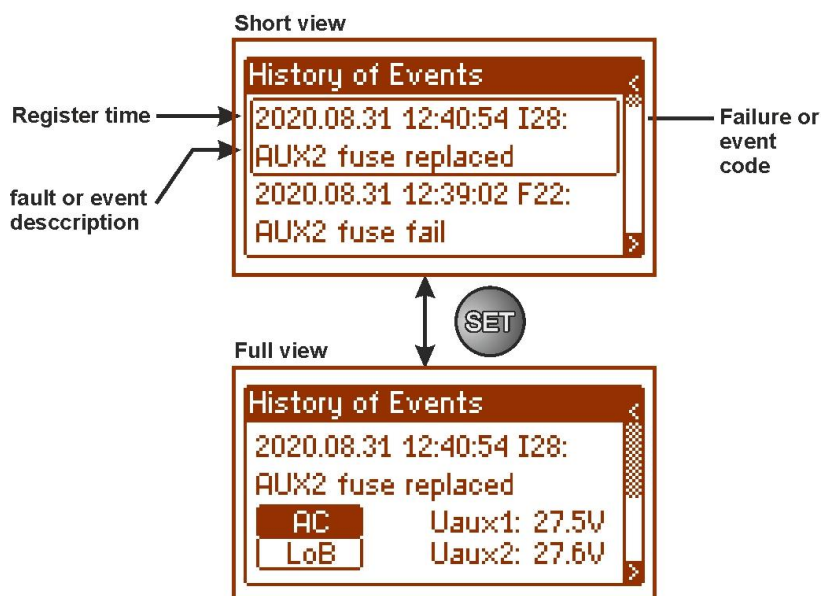 Short view
History of Events
Register time
2020.08.31 12:40:54 I28:
Failure or
event
code
AUX2 fuse replaced
fault or event
desccription
2020.08.31 12:39:02 F22:
AUX2 fuse fail
SET
Full view
History of Events
2020.08.31 12:40:54 I28:
AUX2 fuse replaced
AC Uaux1: 27.5V
LoB Uaux2: 27.6V